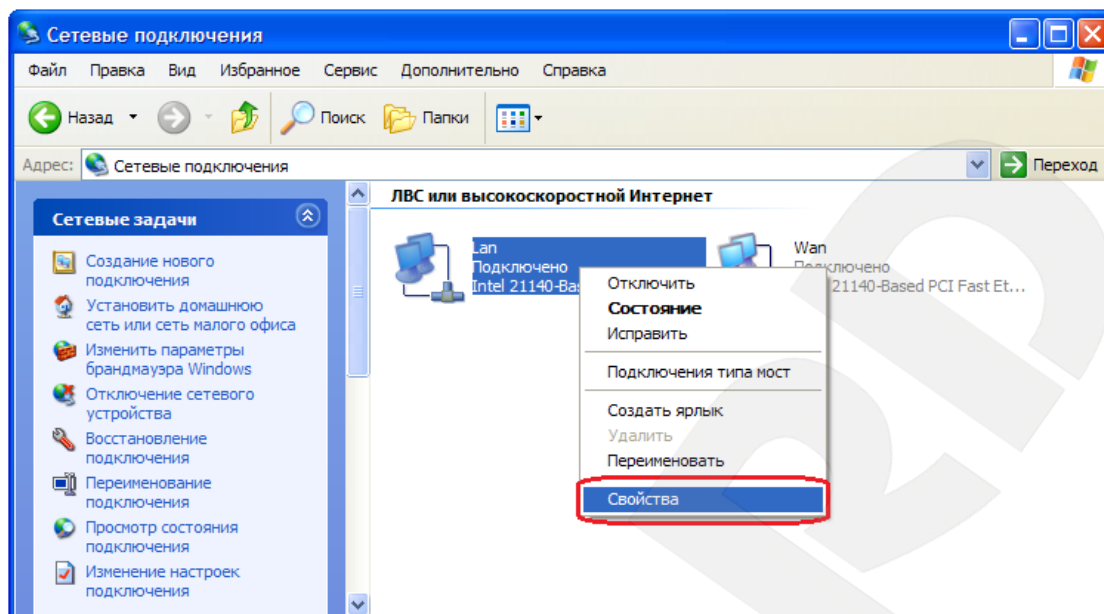 Сетевые подключения
Файл Правка Вид Избранное Сервис Дополнительно Справка
Назад Поиск Папки
Адрес: Сетевые подключения Переход
Сетевые задачи
Создание нового
подключения
Установить домашнюю
сеть или сеть малого офиса
Изменить параметры
брандмауэра Windows
Отключение сетевого
устройства
Восстановление
подключения
Переименование
подключения
Просмотр состояния
подключения
Изменение настроек
подключения
ЛВС или высокоскоростной Интернет
Lan
Подключено
Intel 21140-Bas
Wan
Подключено
21140-Based PCI Fast Et...
Отключить
Состояние
Исправить
Подключения типа мост
Создать ярлык
Удалить
Переименовать
Свойства